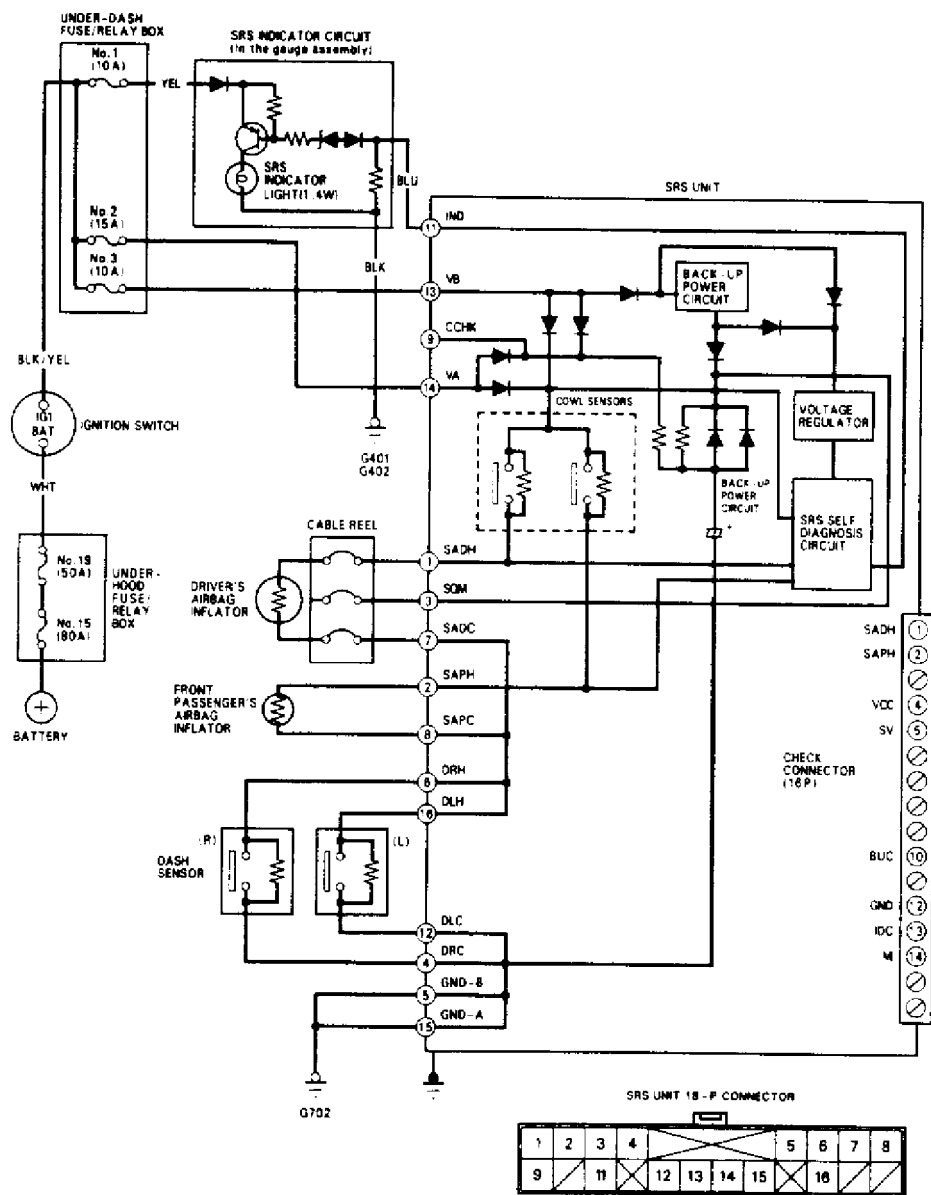 UNDER-DASH
FUSE/RELAY BOX
No.1
(10A)
YEL
SRS INDICATOR CIRCUIT
(In the gauge assembly)
SRS
INDICATOR
LIGHT(1.4W)
BLU
No.2
(15A)
No.3
(10A)
BLK
BLK/YEL
IG1
BAT
IGNITION SWITCH
WHT
No.19
(50A)
No.15
(80A)
UNDER-
HOOD
FUSE/
RELAY
BOX
+
BATTERY
G401
G402
SRS UNIT
11 IND
13 VB
9 CCHK
14 VA
BACK-UP
POWER
CIRCUIT
COWL SENSORS
VOLTAGE
REGULATOR
BACK-UP
POWER
CIRCUIT
+
SRS SELF
DIAGNOSIS
CIRCUIT
CABLE REEL
DRIVER'S
AIRBAG
INFLATOR
1 SADH
3 SQM
7 SADC
FRONT
PASSENGER'S
AIRBAG
INFLATOR
2 SAPH
8 SAPC
6 DRH
16 DLH
(R)
(L)
DASH
SENSOR
12 DLC
4 DRC
5 GND-B
15 GND-A
G702
CHECK
CONNECTOR
(16P)
SADH 1
SAPH 2
VCC 4
SV 5
BUC 10
GND 12
IDC 13
MI 14
SRS UNIT 18-P CONNECTOR
1 2 3 4 5 6 7 8
9 11 12 13 14 15 16